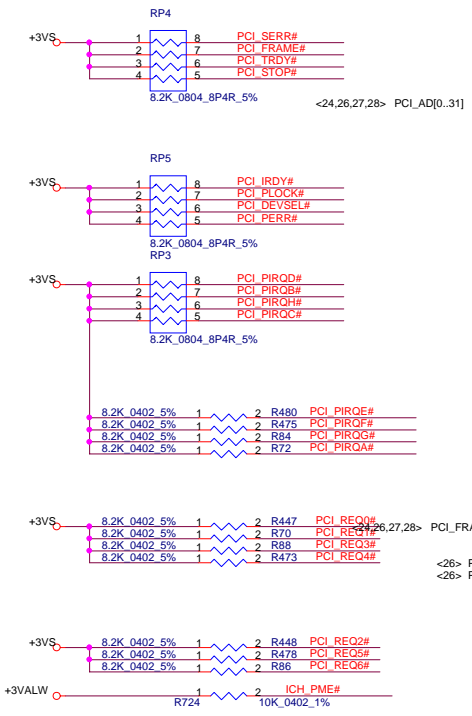 RP4
+3VS 1 8 PCI_SERR#
2 7 PCI_FRAME#
3 6 PCI_TRDY#
4 5 PCI_STOP#
8.2K_0804_8P4R_5%
<24,26,27,28> PCI_AD[0..31]
RP5
+3VS 1 8 PCI_IRDY#
2 7 PCI_PLOCK#
3 6 PCI_DEVSEL#
4 5 PCI_PERR#
8.2K_0804_8P4R_5%
RP3
+3VS 1 8 PCI_PIRQD#
2 7 PCI_PIRQB#
3 6 PCI_PIRQH#
4 5 PCI_PIRQC#
8.2K_0804_8P4R_5%
8.2K_0402_5% 1 2 R480 PCI_PIRQE#
8.2K_0402_5% 1 2 R475 PCI_PIRQF#
8.2K_0402_5% 1 2 R84 PCI_PIRQG#
8.2K_0402_5% 1 2 R72 PCI_PIRQA#
+3VS 8.2K_0402_5% 1 2 R447 PCI_REQ0#
8.2K_0402_5% 1 2 R70 PCI_REQ1# <24,26,27,28> PCI_FRA
8.2K_0402_5% 1 2 R88 PCI_REQ3#
8.2K_0402_5% 1 2 R473 PCI_REQ4#
<26> P
<26> P
+3VS 8.2K_0402_5% 1 2 R448 PCI_REQ2#
8.2K_0402_5% 1 2 R478 PCI_REQ5#
8.2K_0402_5% 1 2 R86 PCI_REQ6#
+3VALW 1 2 ICH_PME#
R724 10K_0402_1%